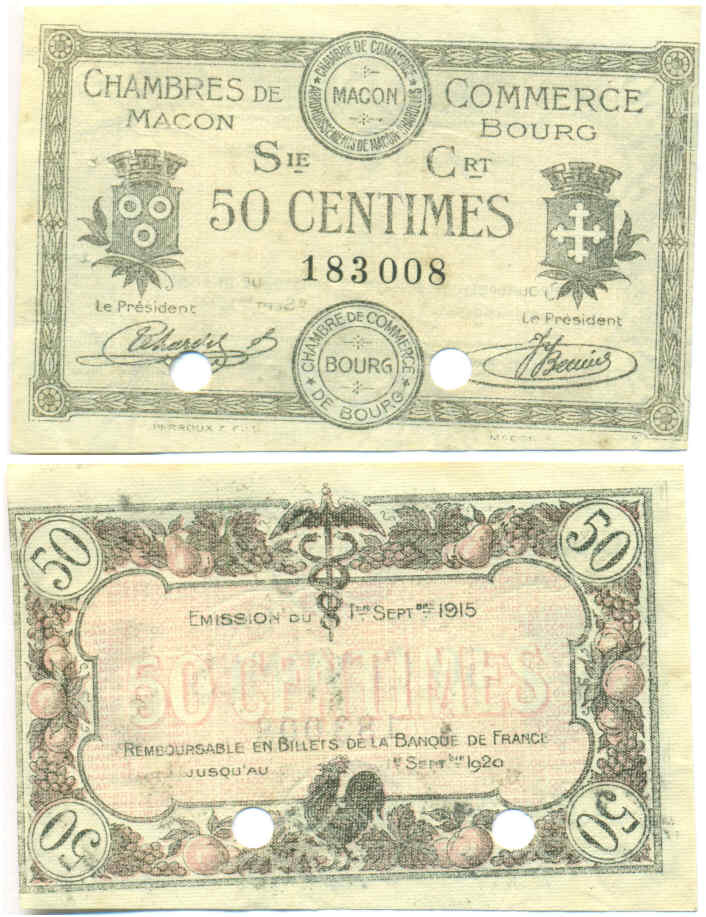 CHAMBRES DE COMMERCE
MACON BOURG
CHAMBRE DE COMMERCE
MACON
SIE CRT
50 CENTIMES
183008
Le Président
Le Président
CHAMBRE DE COMMERCE
BOURG
DE BOURG
PERROUX
MACON
50
50
EMISSION DU 1ER SEPTBRE 1915
50 CENTIMES
REMBOURSABLE EN BILLETS DE LA BANQUE DE FRANCE
JUSQU'AU 1ER SEPTBRE 1920
50
50